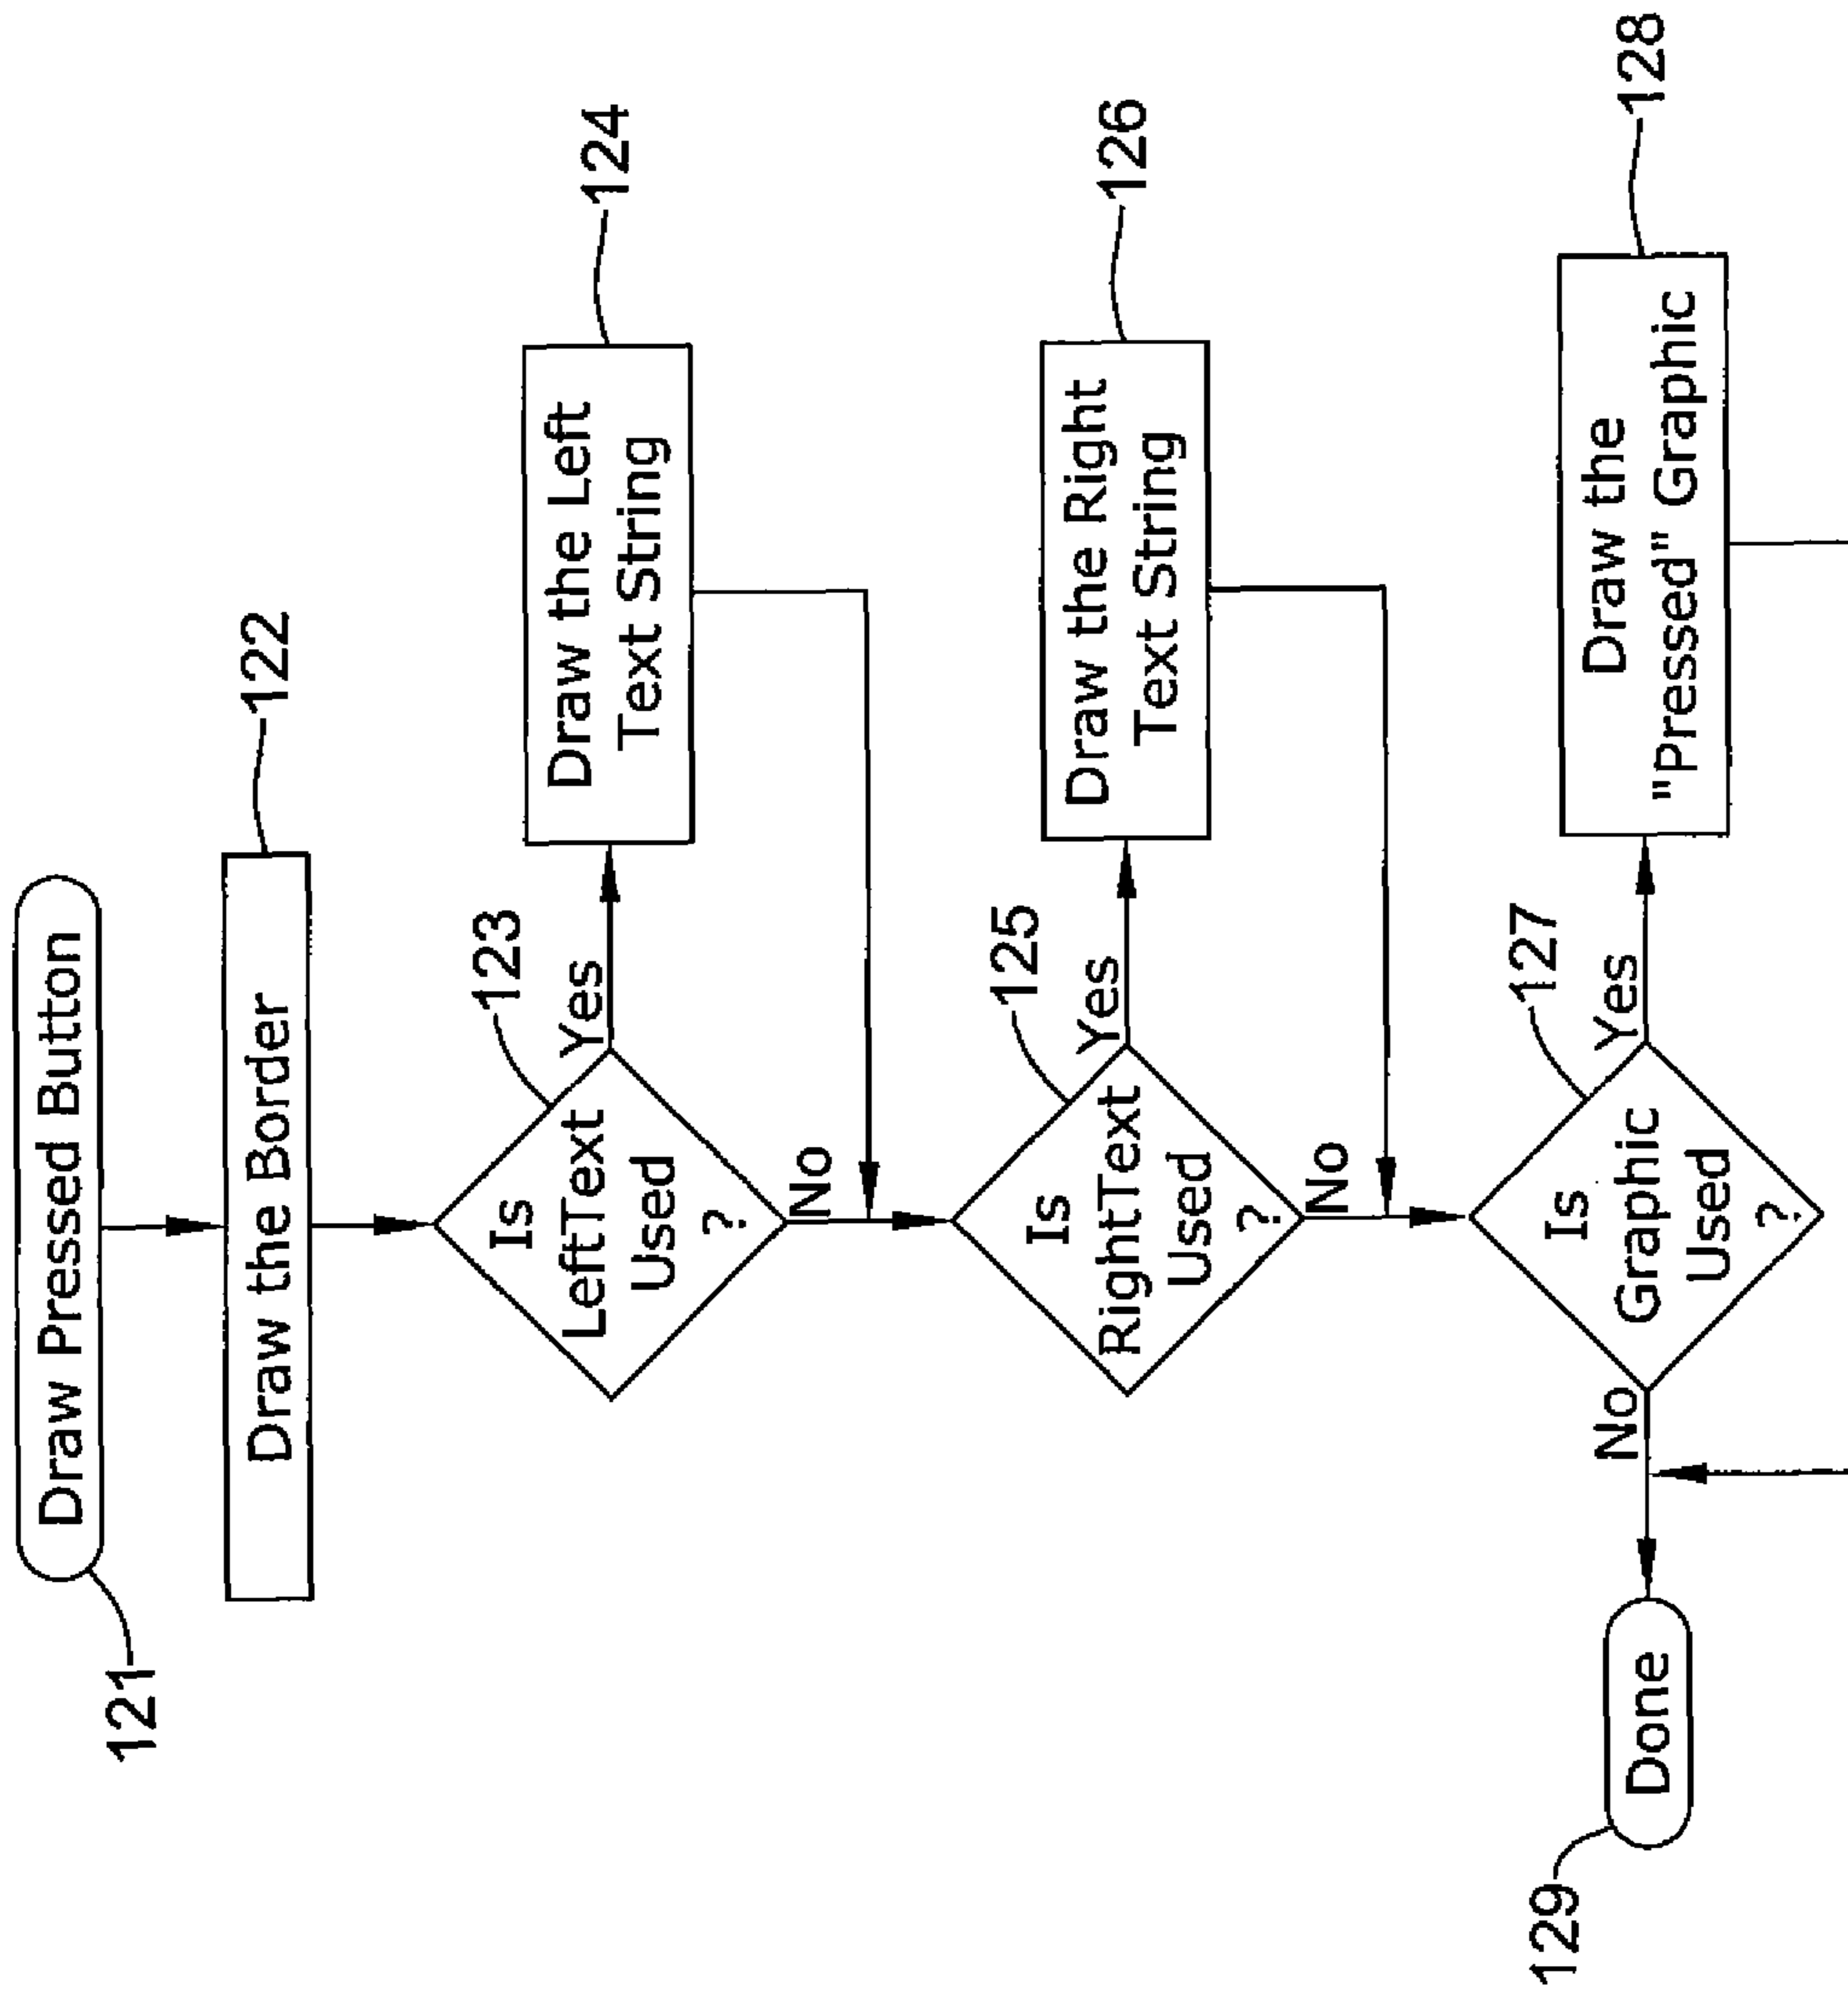 Draw Pressed Button
121
Draw the Border
122
Is
LeftText
Used
?
123
Yes
No
Draw the Left
Text String
124
Is
RightText
Used
?
125
Yes
No
Draw the Right
Text String
126
Is
Graphic
Used
?
127
Yes
No
Draw the
"Pressed" Graphic
128
Done
129